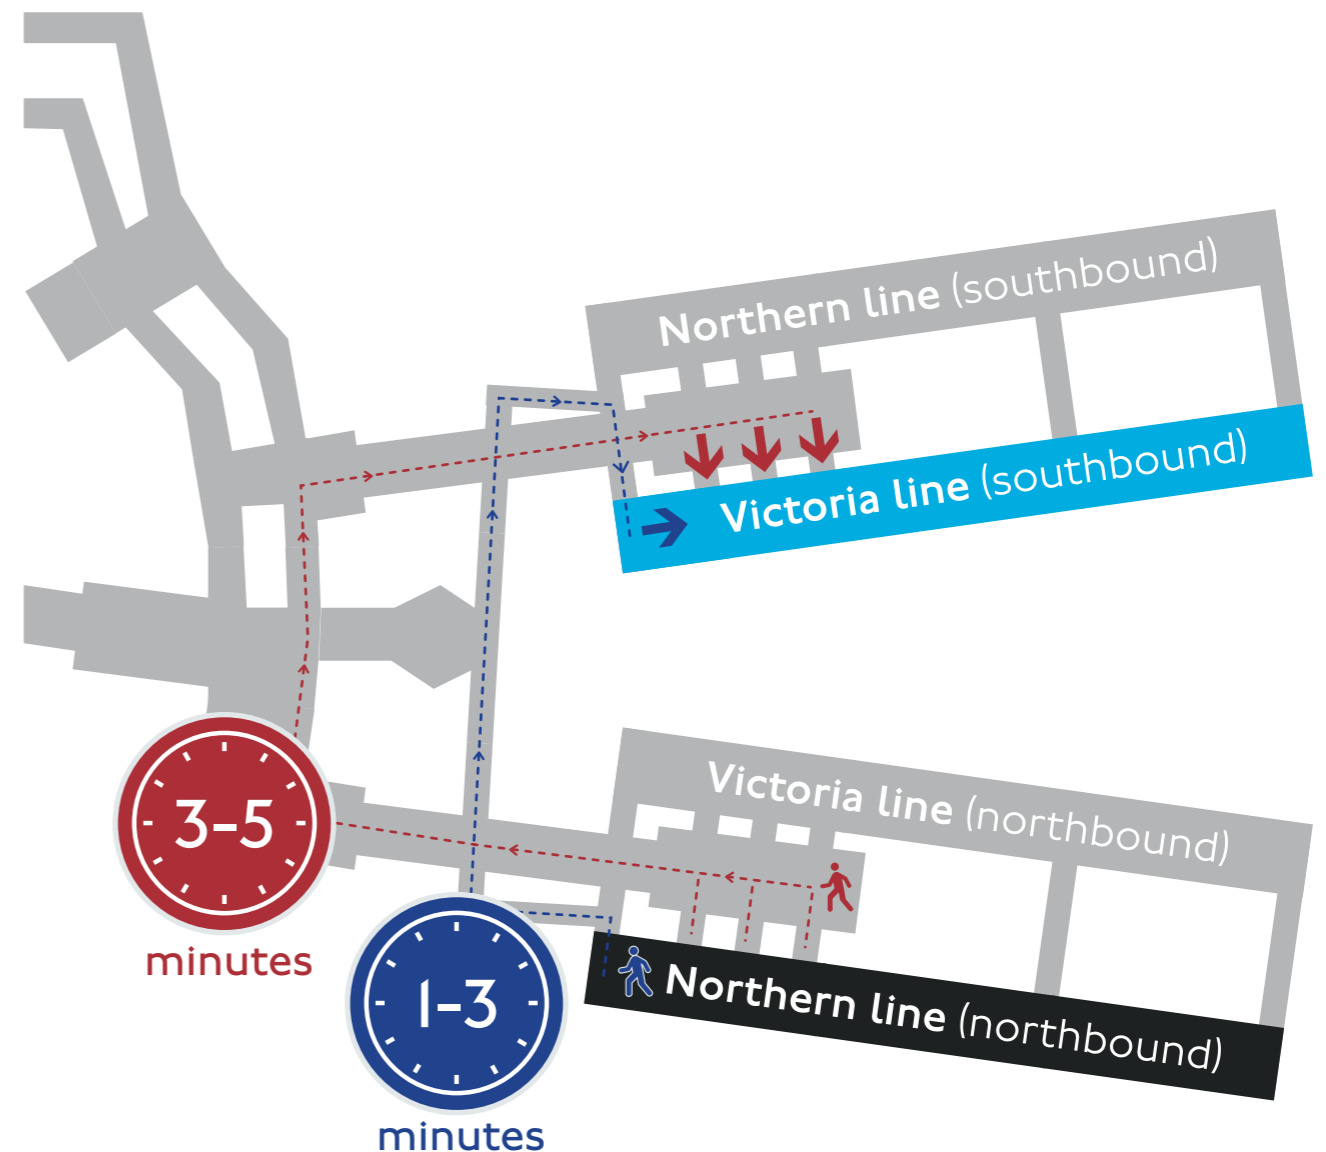 Northern line (southbound)
Victoria line (southbound)
Victoria line (northbound)
3-5
minutes
1-3
minutes
Northern line (northbound)